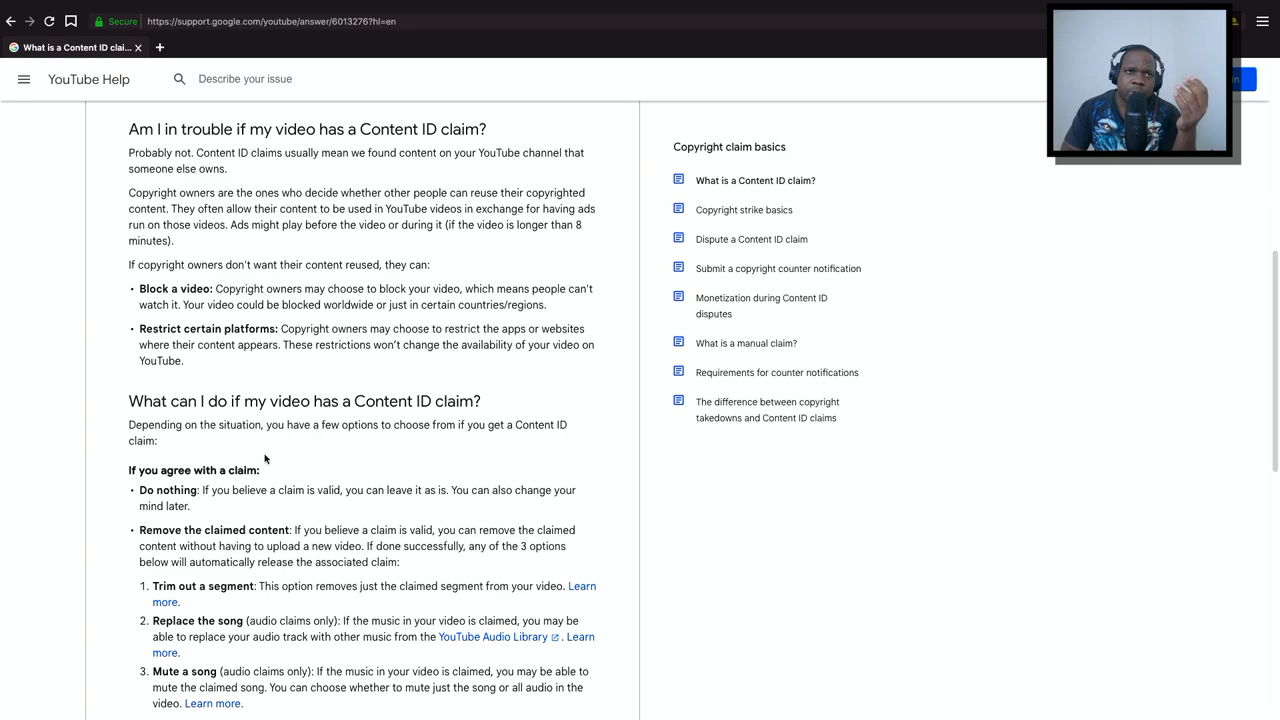 Secure
https://support.google.com/youtube/answer/6013276?hl=en
What is a Content ID clai...
YouTube Help
Describe your issue
Am I in trouble if my video has a Content ID claim?
Probably not. Content ID claims usually mean we found content on your YouTube channel that
someone else owns.
Copyright owners are the ones who decide whether other people can reuse their copyrighted
content. They often allow their content to be used in YouTube videos in exchange for having ads
run on those videos. Ads might play before the video or during it (if the video is longer than 8
minutes).
If copyright owners don't want their content reused, they can:
• Block a video: Copyright owners may choose to block your video, which means people can't
watch it. Your video could be blocked worldwide or just in certain countries/regions.
• Restrict certain platforms: Copyright owners may choose to restrict the apps or websites
where their content appears. These restrictions won’t change the availability of your video on
YouTube.
What can I do if my video has a Content ID claim?
Depending on the situation, you have a few options to choose from if you get a Content ID
claim:
If you agree with a claim:
• Do nothing: If you believe a claim is valid, you can leave it as is. You can also change your
mind later.
• Remove the claimed content: If you believe a claim is valid, you can remove the claimed
content without having to upload a new video. If done successfully, any of the 3 options
below will automatically release the associated claim:
1. Trim out a segment: This option removes just the claimed segment from your video. Learn
more.
2. Replace the song (audio claims only): If the music in your video is claimed, you may be
able to replace your audio track with other music from the YouTube Audio Library. Learn
more.
3. Mute a song (audio claims only): If the music in your video is claimed, you may be able to
mute the claimed song. You can choose whether to mute just the song or all audio in the
video. Learn more.
Copyright claim basics
What is a Content ID claim?
Copyright strike basics
Dispute a Content ID claim
Submit a copyright counter notification
Monetization during Content ID
disputes
What is a manual claim?
Requirements for counter notifications
The difference between copyright
takedowns and Content ID claims